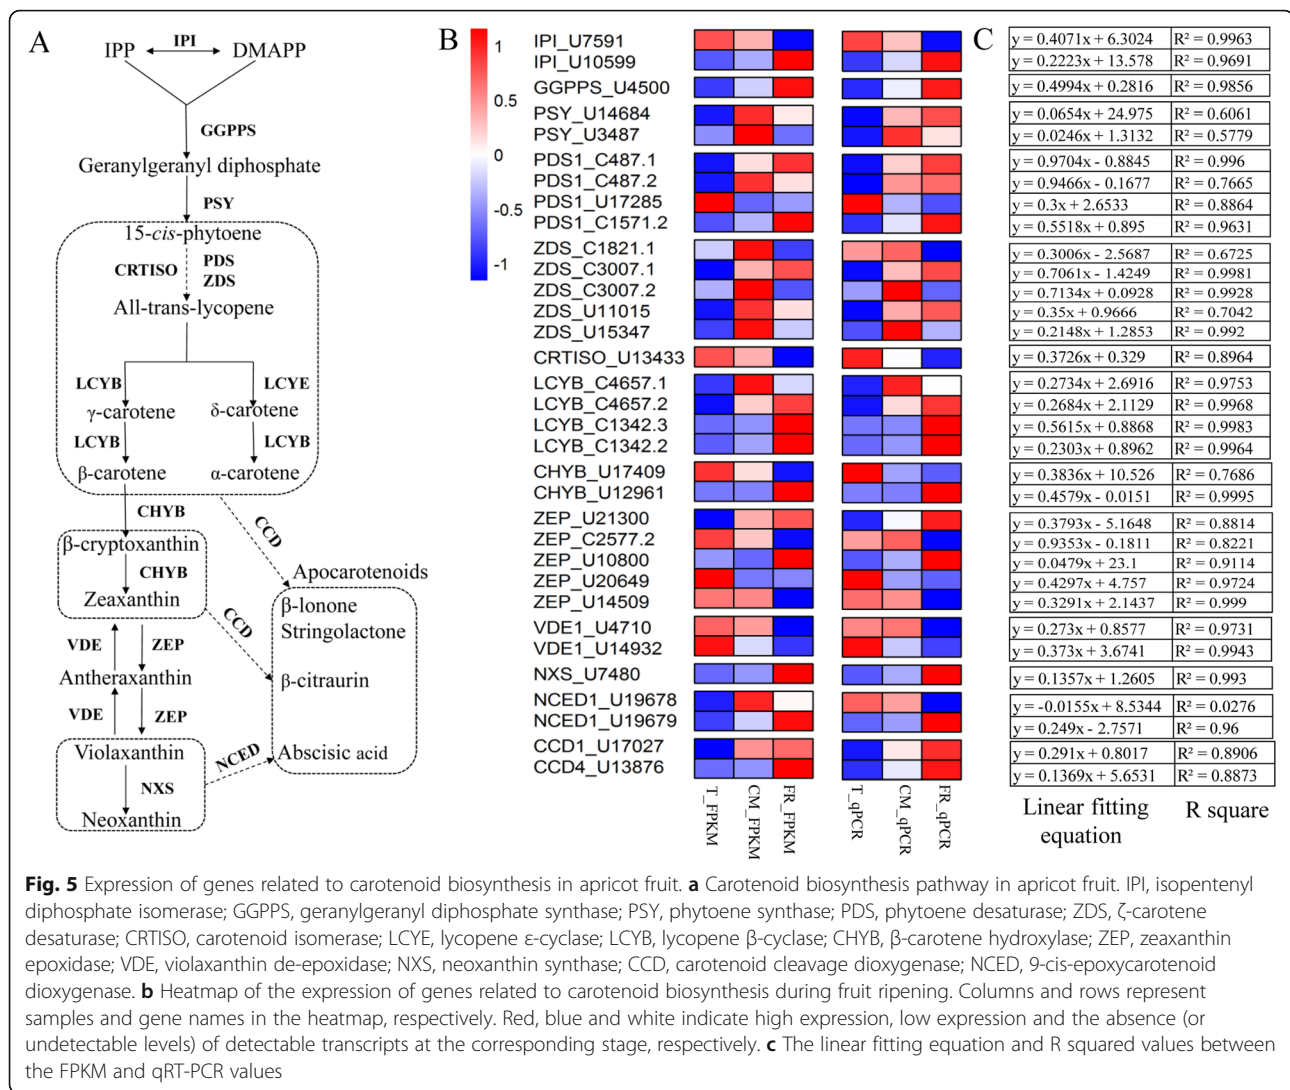 A
IPP
IPI
DMAPP
GGPPS
Geranylgeranyl diphosphate
PSY
15-cis-phytoene
CRTISO
PDS
ZDS
All-trans-lycopene
LCYB
LCYE
γ-carotene
δ-carotene
LCYB
LCYB
β-carotene
α-carotene
CHYB
CCD
β-cryptoxanthin
CHYB
Zeaxanthin
Apocarotenoids
β-Ionone
Stringolactone
CCD
VDE
ZEP
Antheraxanthin
β-citraurin
VDE
ZEP
Violaxanthin
NCED
Abscisic acid
NXS
Neoxanthin
B
1
0.5
0
-0.5
-1
IPI_U7591
IPI_U10599
GGPPS_U4500
PSY_U14684
PSY_U3487
PDS1_C487.1
PDS1_C487.2
PDS1_U17285
PDS1_C1571.2
ZDS_C1821.1
ZDS_C3007.1
ZDS_C3007.2
ZDS_U11015
ZDS_U15347
CRTISO_U13433
LCYB_C4657.1
LCYB_C4657.2
LCYB_C1342.3
LCYB_C1342.2
CHYB_U17409
CHYB_U12961
ZEP_U21300
ZEP_C2577.2
ZEP_U10800
ZEP_U20649
ZEP_U14509
VDE1_U4710
VDE1_U14932
NXS_U7480
NCED1_U19678
NCED1_U19679
CCD1_U17027
CCD4_U13876
T_FPKM
CM_FPKM
FR_FPKM
T_qPCR
CM_qPCR
FR_qPCR
C
y = 0.4071x + 6.3024 R² = 0.9963
y = 0.2223x + 13.578 R² = 0.9691
y = 0.4994x + 0.2816 R² = 0.9856
y = 0.0654x + 24.975 R² = 0.6061
y = 0.0246x + 1.3132 R² = 0.5779
y = 0.9704x - 0.8845 R² = 0.996
y = 0.9466x - 0.1677 R² = 0.7665
y = 0.3x + 2.6533 R² = 0.8864
y = 0.5518x + 0.895 R² = 0.9631
y = 0.3006x - 2.5687 R² = 0.6725
y = 0.7061x - 1.4249 R² = 0.9981
y = 0.7134x + 0.0928 R² = 0.9928
y = 0.35x + 0.9666 R² = 0.7042
y = 0.2148x + 1.2853 R² = 0.992
y = 0.3726x + 0.329 R² = 0.8964
y = 0.2734x + 2.6916 R² = 0.9753
y = 0.2684x + 2.1129 R² = 0.9968
y = 0.5615x + 0.8868 R² = 0.9983
y = 0.2303x + 0.8962 R² = 0.9964
y = 0.3836x + 10.526 R² = 0.7686
y = 0.4579x - 0.0151 R² = 0.9995
y = 0.3793x - 5.1648 R² = 0.8814
y = 0.9353x - 0.1811 R² = 0.8221
y = 0.0479x + 23.1 R² = 0.9114
y = 0.4297x + 4.757 R² = 0.9724
y = 0.3291x + 2.1437 R² = 0.999
y = 0.273x + 0.8577 R² = 0.9731
y = 0.373x + 3.6741 R² = 0.9943
y = 0.1357x + 1.2605 R² = 0.993
y = -0.0155x + 8.5344 R² = 0.0276
y = 0.249x - 2.7571 R² = 0.96
y = 0.291x + 0.8017 R² = 0.8906
y = 0.1369x + 5.6531 R² = 0.8873
Linear fitting
equation
R square
Fig. 5 Expression of genes related to carotenoid biosynthesis in apricot fruit. a Carotenoid biosynthesis pathway in apricot fruit. IPI, isopentenyl
diphosphate isomerase; GGPPS, geranylgeranyl diphosphate synthase; PSY, phytoene synthase; PDS, phytoene desaturase; ZDS, ζ-carotene
desaturase; CRTISO, carotenoid isomerase; LCYE, lycopene ε-cyclase; LCYB, lycopene β-cyclase; CHYB, β-carotene hydroxylase; ZEP, zeaxanthin
epoxidase; VDE, violaxanthin de-epoxidase; NXS, neoxanthin synthase; CCD, carotenoid cleavage dioxygenase; NCED, 9-cis-epoxycarotenoid
dioxygenase. b Heatmap of the expression of genes related to carotenoid biosynthesis during fruit ripening. Columns and rows represent
samples and gene names in the heatmap, respectively. Red, blue and white indicate high expression, low expression and the absence (or
undetectable levels) of detectable transcripts at the corresponding stage, respectively. c The linear fitting equation and R squared values between
the FPKM and qRT-PCR values